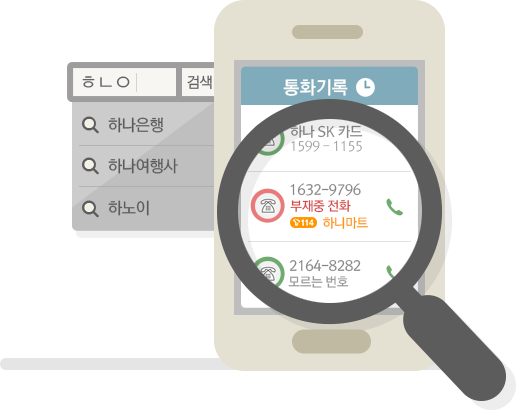 ㅎㄴㅇ
검색
하나은행
하나여행사
하노이
통화기록
하나 SK 카드
1599 - 1155
1632-9796
부재중 전화
114 하니마트
2164-8282
모르는 번호